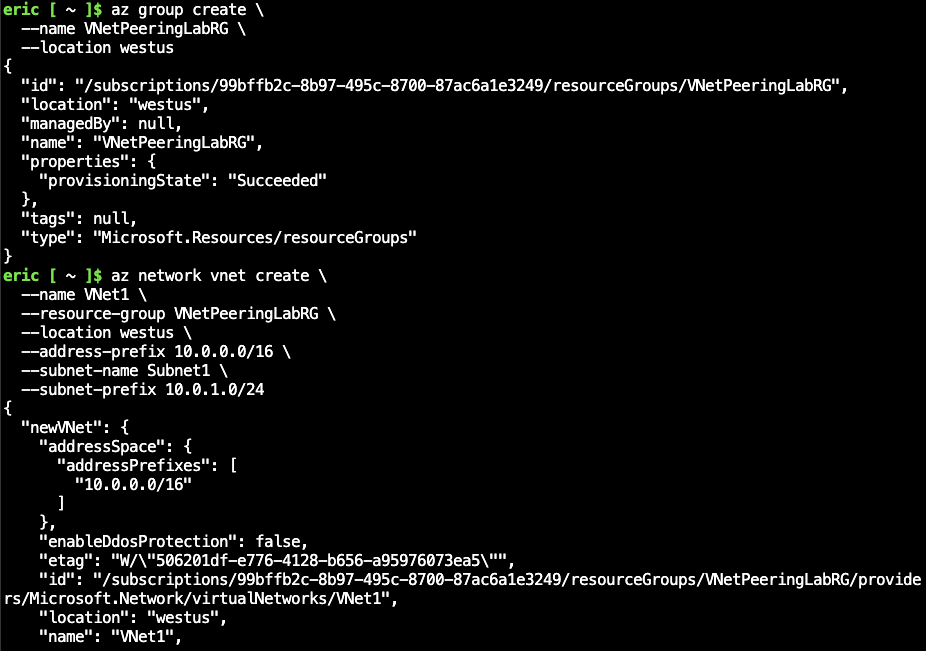 eric [ ~ ]$ az group create \
  --name VNetPeeringLabRG \
  --location westus
{
  "id": "/subscriptions/99bffb2c-8b97-495c-8700-87ac6a1e3249/resourceGroups/VNetPeeringLabRG",
  "location": "westus",
  "managedBy": null,
  "name": "VNetPeeringLabRG",
  "properties": {
    "provisioningState": "Succeeded"
  },
  "tags": null,
  "type": "Microsoft.Resources/resourceGroups"
}
eric [ ~ ]$ az network vnet create \
  --name VNet1 \
  --resource-group VNetPeeringLabRG \
  --location westus \
  --address-prefix 10.0.0.0/16 \
  --subnet-name Subnet1 \
  --subnet-prefix 10.0.1.0/24
{
  "newVNet": {
    "addressSpace": {
      "addressPrefixes": [
        "10.0.0.0/16"
      ]
    },
    "enableDdosProtection": false,
    "etag": "W/\"506201df-e776-4128-b656-a95976073ea5\"",
    "id": "/subscriptions/99bffb2c-8b97-495c-8700-87ac6a1e3249/resourceGroups/VNetPeeringLabRG/provide
rs/Microsoft.Network/virtualNetworks/VNet1",
    "location": "westus",
    "name": "VNet1",